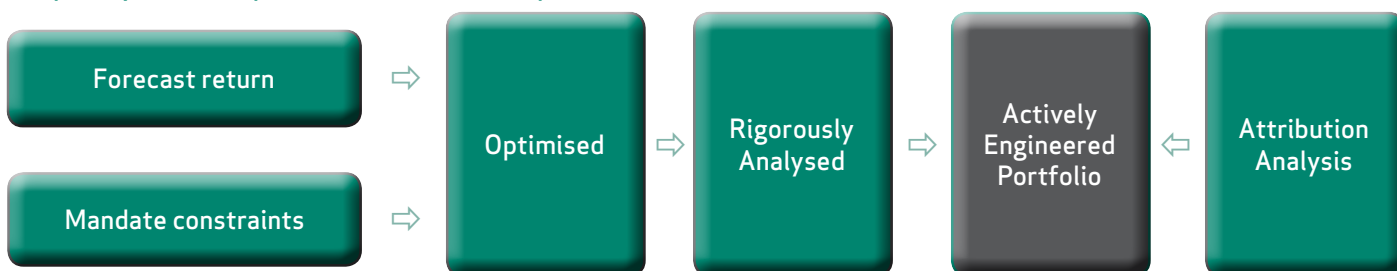 Forecast return
Mandate constraints
Optimised
Rigorously
Analysed
Actively
Engineered
Portfolio
Attribution
Analysis